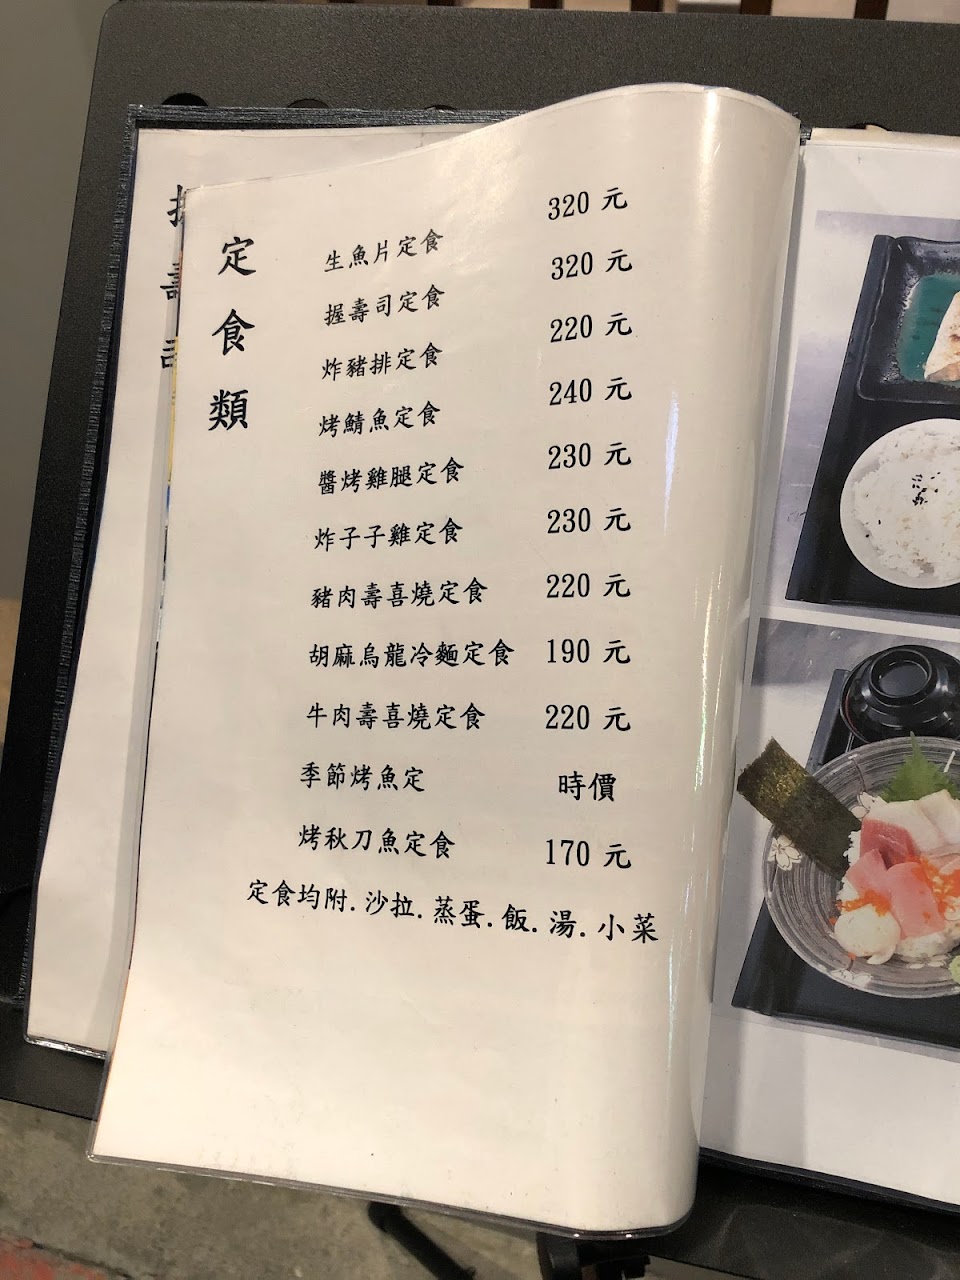 定食類
生魚片定食 320 元
握壽司定食 320 元
炸豬排定食 220 元
烤鯖魚定食 240 元
醬烤雞腿定食 230 元
炸子子雞定食 230 元
豬肉壽喜燒定食 220 元
胡麻烏龍冷麵定食 190 元
牛肉壽喜燒定食 220 元
季節烤魚定 時價
烤秋刀魚定食 170 元
定食均附.沙拉.蒸蛋.飯.湯.小菜